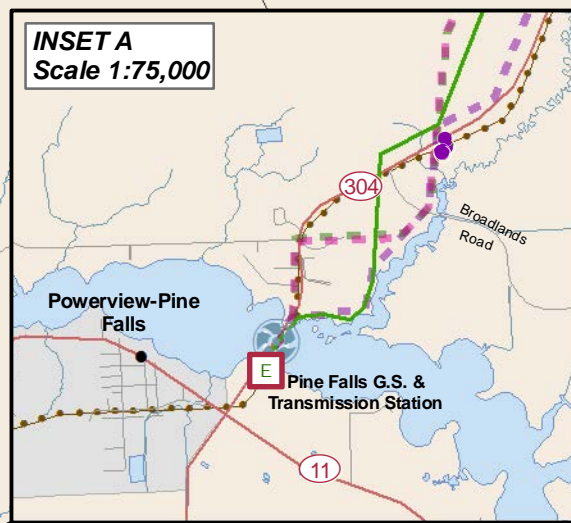 INSET A
Scale 1:75,000
304
Broadlands
Road
Powerview-Pine
Falls
E
Pine Falls G.S. &
Transmission Station
11